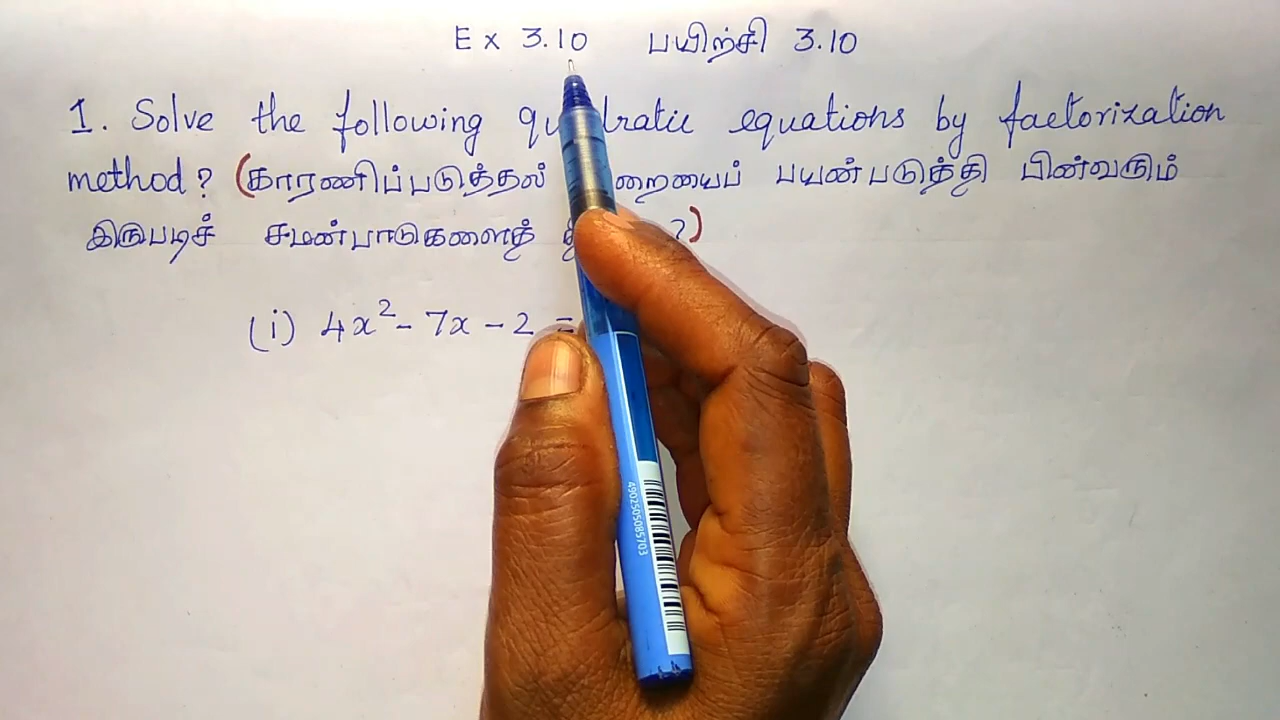 Ex 3.10 பயிற்சி 3.10
1. Solve the following equations by factorization
method? (காரணிப்படுத்தல் பயன்படுத்தி பின்வரும்
இருபடிச் சமன்பாடுகளைத் ?)
(i) 4x² - 7x - 2 =
4902505085703